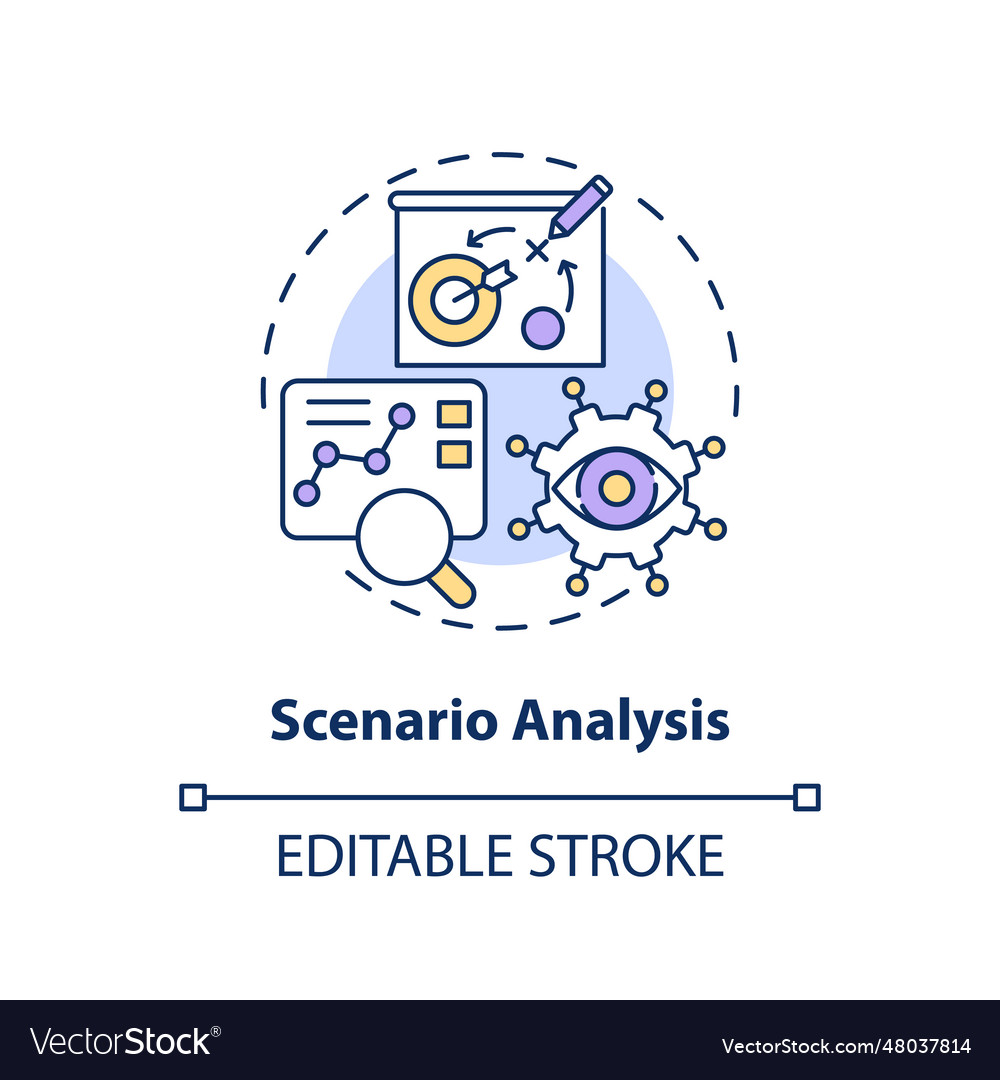 Scenario Analysis
EDITABLE STROKE
VectorStock®
VectorStock.com/48037814